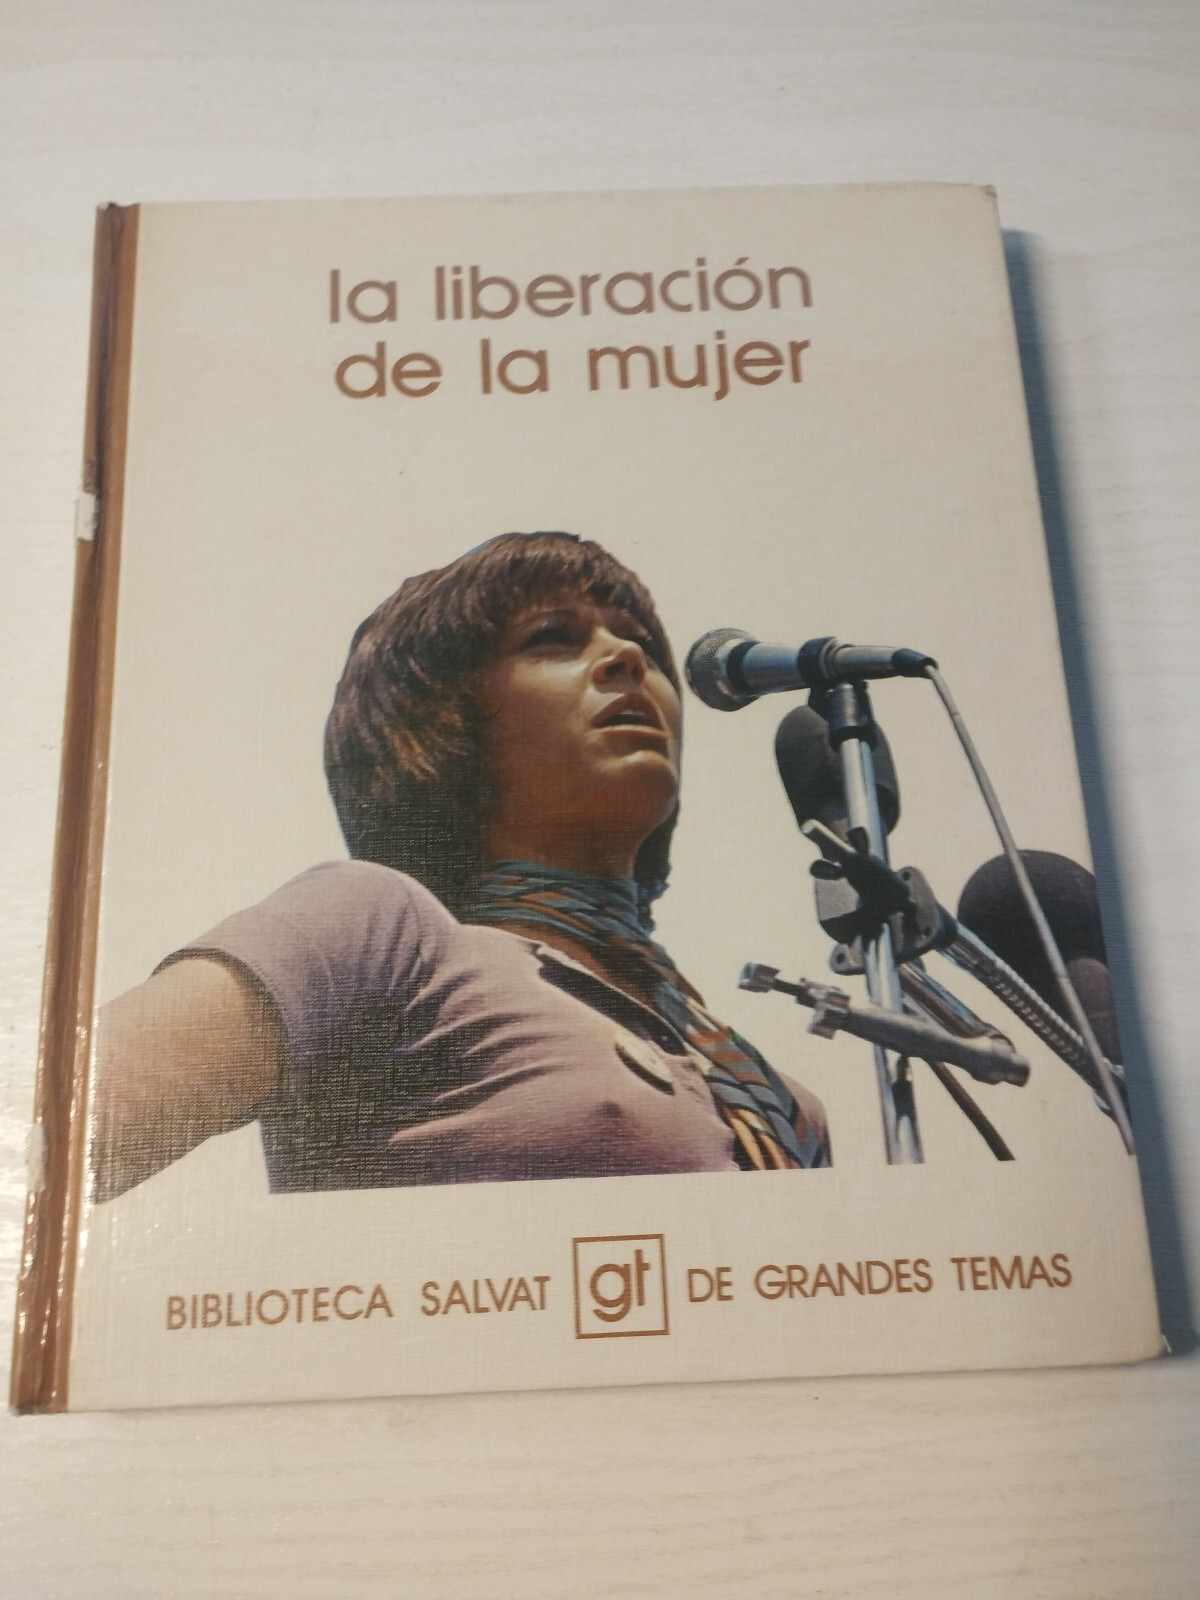 la liberación
de la mujer
BIBLIOTECA SALVAT gt DE GRANDES TEMAS